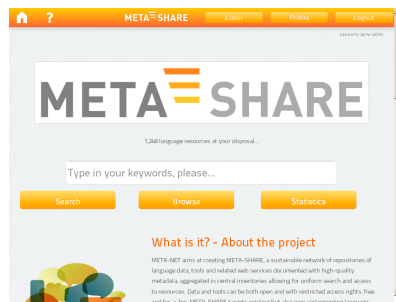 ? META SHARE Editor Profile Logout
META SHARE
1,248 language resources at your disposal...
Type in your keywords, please...
Search Browse Statistics
What is it? - About the project
META-NET aims at creating META-SHARE, a sustainable network of repositories of
language data, tools and related web services documented with high-quality
metadata, aggregated in central inventories allowing for uniform search and access
to resources. Data and tools can be both open and with restricted access rights, free